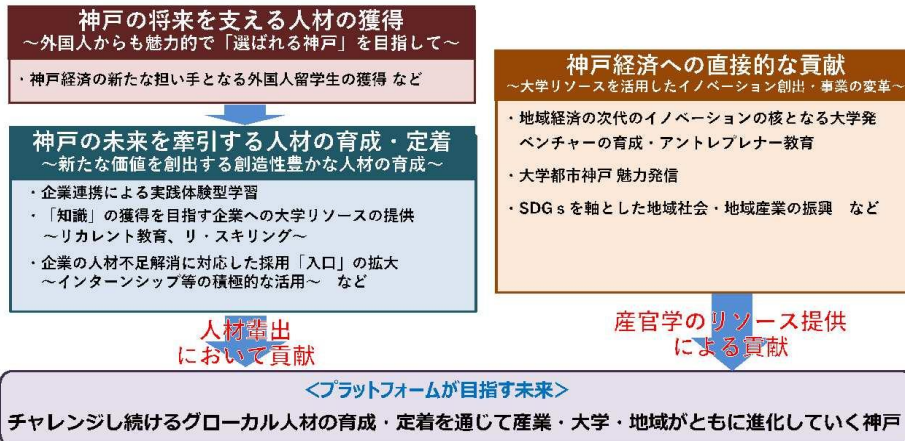 神戸の将来を支える人材の獲得
～外国人からも魅力的で「選ばれる神戸」を目指して～
・神戸経済の新たな担い手となる外国人留学生の獲得 など
神戸の未来を牽引する人材の育成・定着
～新たな価値を創出する創造性豊かな人材の育成～
・企業連携による実践体験型学習
・「知識」の獲得を目指す企業への大学リソースの提供
～リカレント教育、リ・スキリング～
・企業の人材不足解消に対応した採用「入口」の拡大
～インターンシップ等の積極的な活用～ など
人材輩出
において貢献
神戸経済への直接的な貢献
～大学リソースを活用したイノベーション創出・事業の変革～
・地域経済の次代のイノベーションの核となる大学発
ベンチャーの育成・アントレプレナー教育
・大学都市神戸 魅力発信
・SDGｓを軸とした地域社会・地域産業の振興 など
産官学のリソース提供
による貢献
＜プラットフォームが目指す未来＞
チャレンジし続けるグローカル人材の育成・定着を通じて産業・大学・地域がともに進化していく神戸